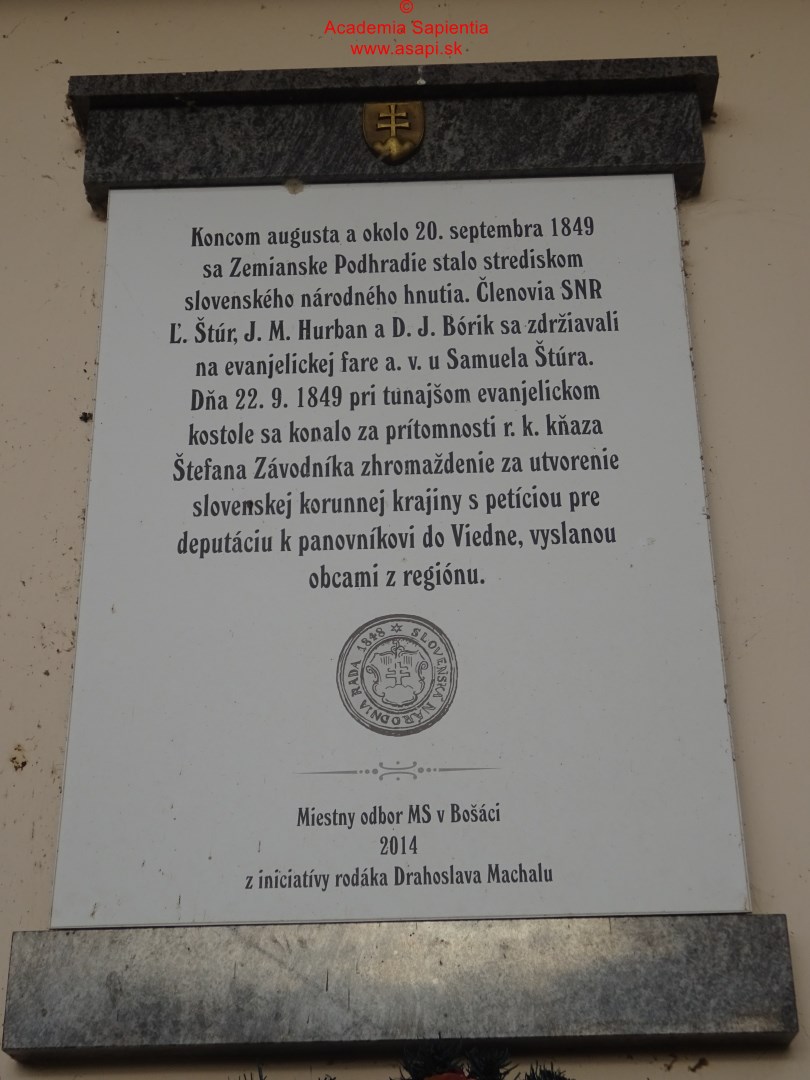 ©
Academia Sapientia
www.asapi.sk
Koncom augusta a okolo 20. septembra 1849
sa Zemianske Podhradie stalo strediskom
slovenského národného hnutia. Členovia SNR
Ľ. Štúr, J. M. Hurban a D. J. Bórik sa zdržiavali
na evanjelickej fare a. v. u Samuela Štúra.
Dňa 22. 9. 1849 pri tunajšom evanjelickom
kostole sa konalo za prítomnosti r. k. kňaza
Štefana Závodníka zhromaždenie za utvorenie
slovenskej korunnej krajiny s petíciou pre
deputáciu k panovníkovi do Viedne, vyslanou
obcami z regiónu.
SLOVENSKÁ NÁRODNIA RADA 1848
Miestny odbor MS v Bošáci
2014
z iniciatívy rodáka Drahoslava Machalu